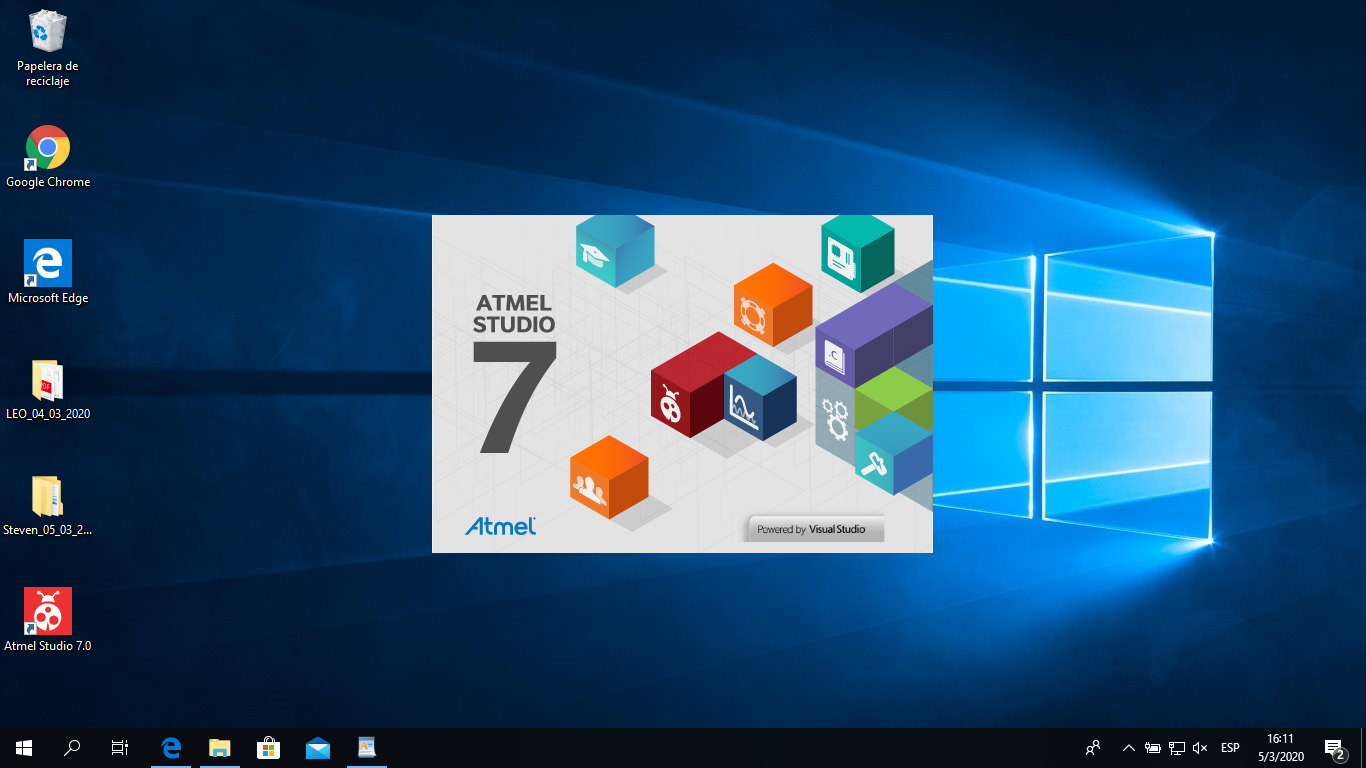 Papelera de
reciclaje
Google Chrome
Microsoft Edge
LEO_04_03_2020
Steven_05_03_2...
Atmel Studio 7.0
ATMEL
STUDIO
7
Atmel
Powered by Visual Studio
PDF
.C
ESP
16:11
5/3/2020
2